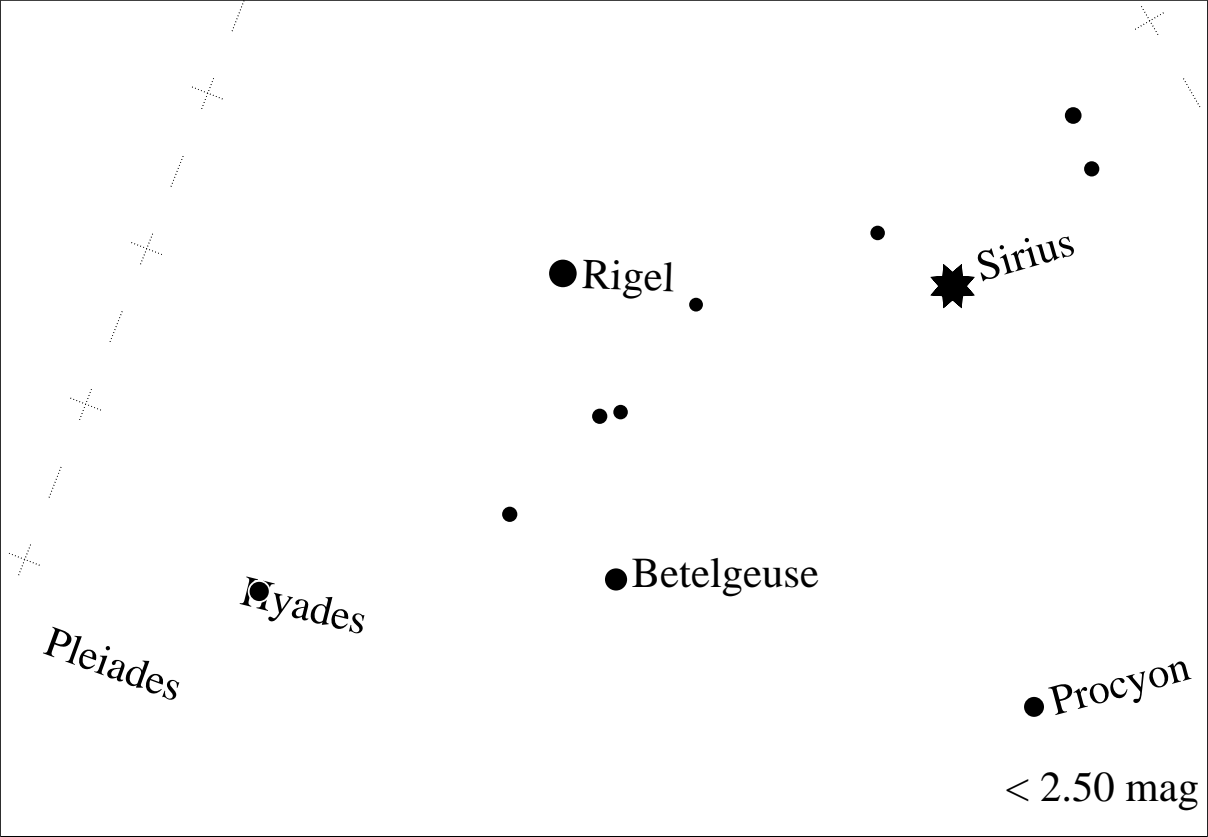 Sirius
Rigel
Betelgeuse
Hyades
Pleiades
Procyon
< 2.50 mag